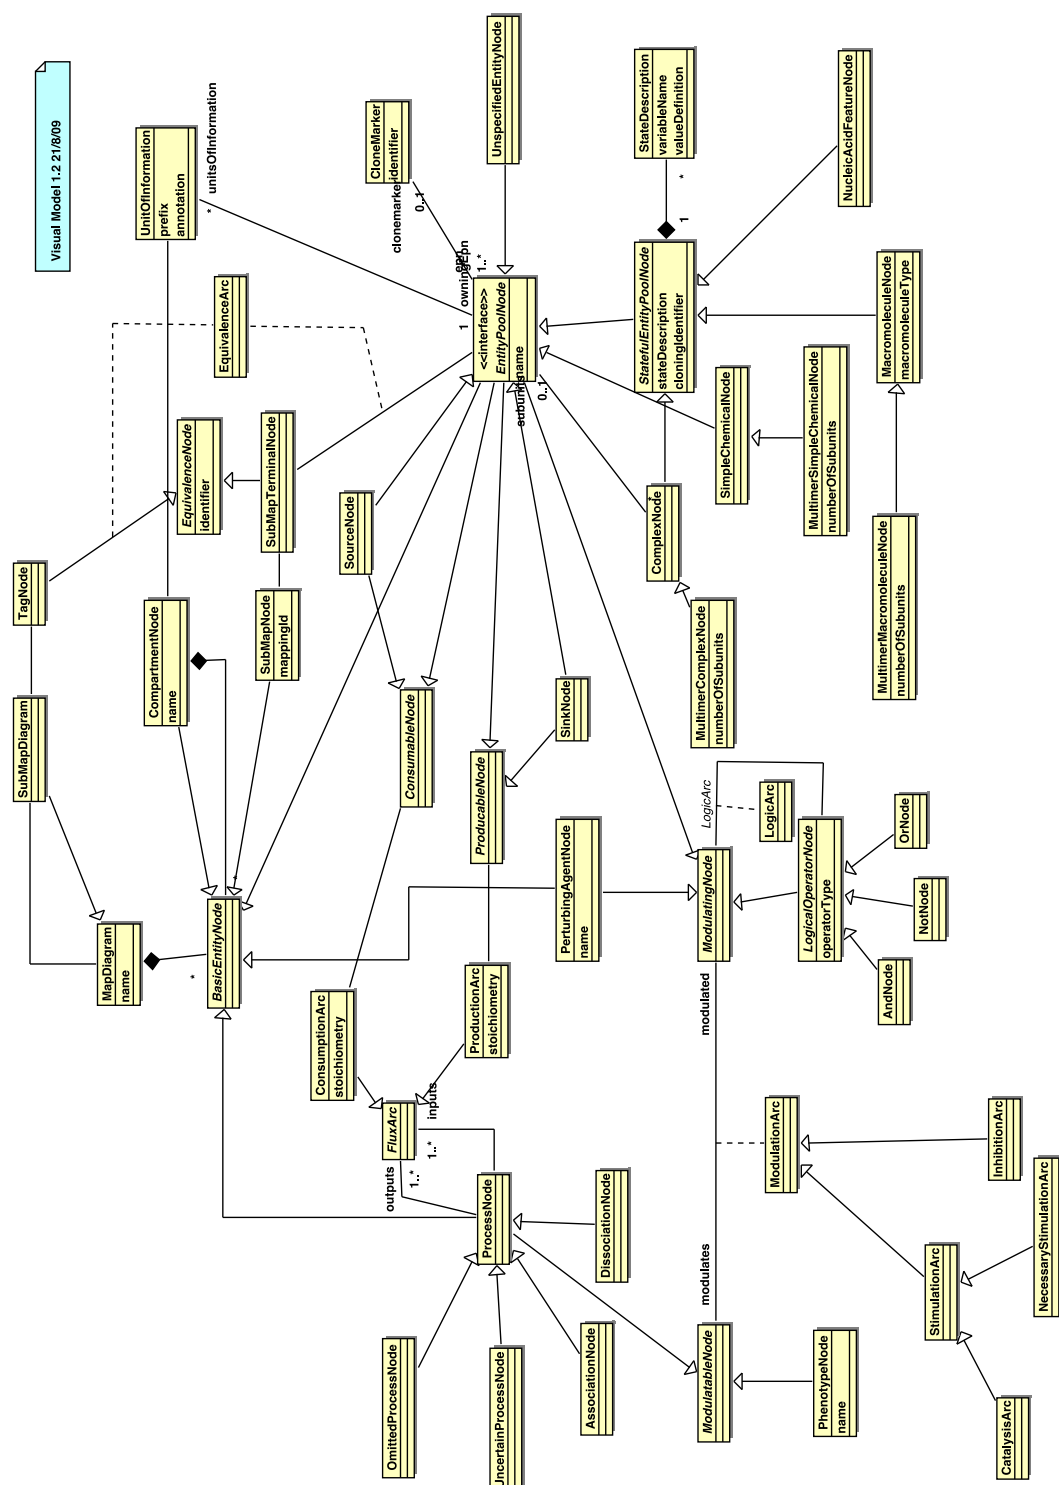 Visual Model 1.2 21/8/09
UnitOfInformation
prefix
annotation
unitsOfInformation
*
CloneMarker
identifier
clonemarker
0..1
UnspecifiedEntityNode
StateDescription
variableName
valueDefinition
*
1
NucleicAcidFeatureNode
EquivalenceArc
owningEpn
epn
1..*
1
<<interface>>
EntityPoolNode
name
subunits
0..1
StatefulEntityPoolNode
stateDescription
cloningIdentifier
MacromoleculeNode
macromoleculeType
EquivalenceNode
identifier
SubMapTerminalNode
SourceNode
SimpleChemicalNode
MultimerSimpleChemicalNode
numberOfSubunits
ComplexNode
*
MultimerMacromoleculeNode
numberOfSubunits
TagNode
CompartmentNode
name
SubMapNode
mappingId
MultimerComplexNode
numberOfSubunits
SubMapDiagram
ConsumableNode
SinkNode
ProducableNode
LogicArc
LogicArc
OrNode
PerturbingAgentNode
name
ModulatingNode
LogicalOperatorNode
operatorType
NotNode
AndNode
MapDiagram
name
*
*
BasicEntityNode
ConsumptionArc
stoichiometry
ProductionArc
stoichiometry
modulated
FluxArc
inputs
1..*
outputs
1..*
ModulationArc
InhibitionArc
ProcessNode
DissociationNode
modulates
StimulationArc
NecessaryStimulationArc
OmittedProcessNode
UncertainProcessNode
AssociationNode
ModulatableNode
PhenotypeNode
name
CatalysisArc